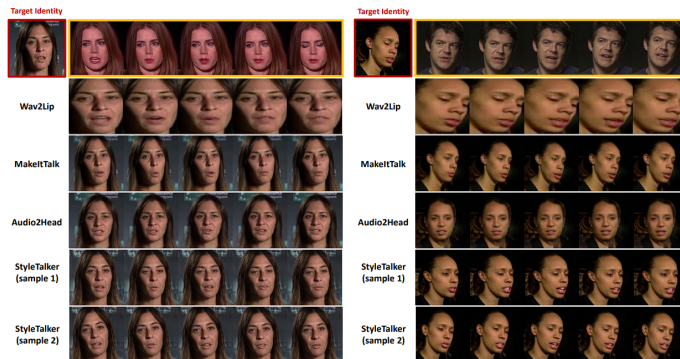 Target Identity
Target Identity
Wav2Lip
Wav2Lip
MakeItTalk
MakeItTalk
Audio2Head
Audio2Head
StyleTalker
(sample 1)
StyleTalker
(sample 1)
StyleTalker
(sample 2)
StyleTalker
(sample 2)